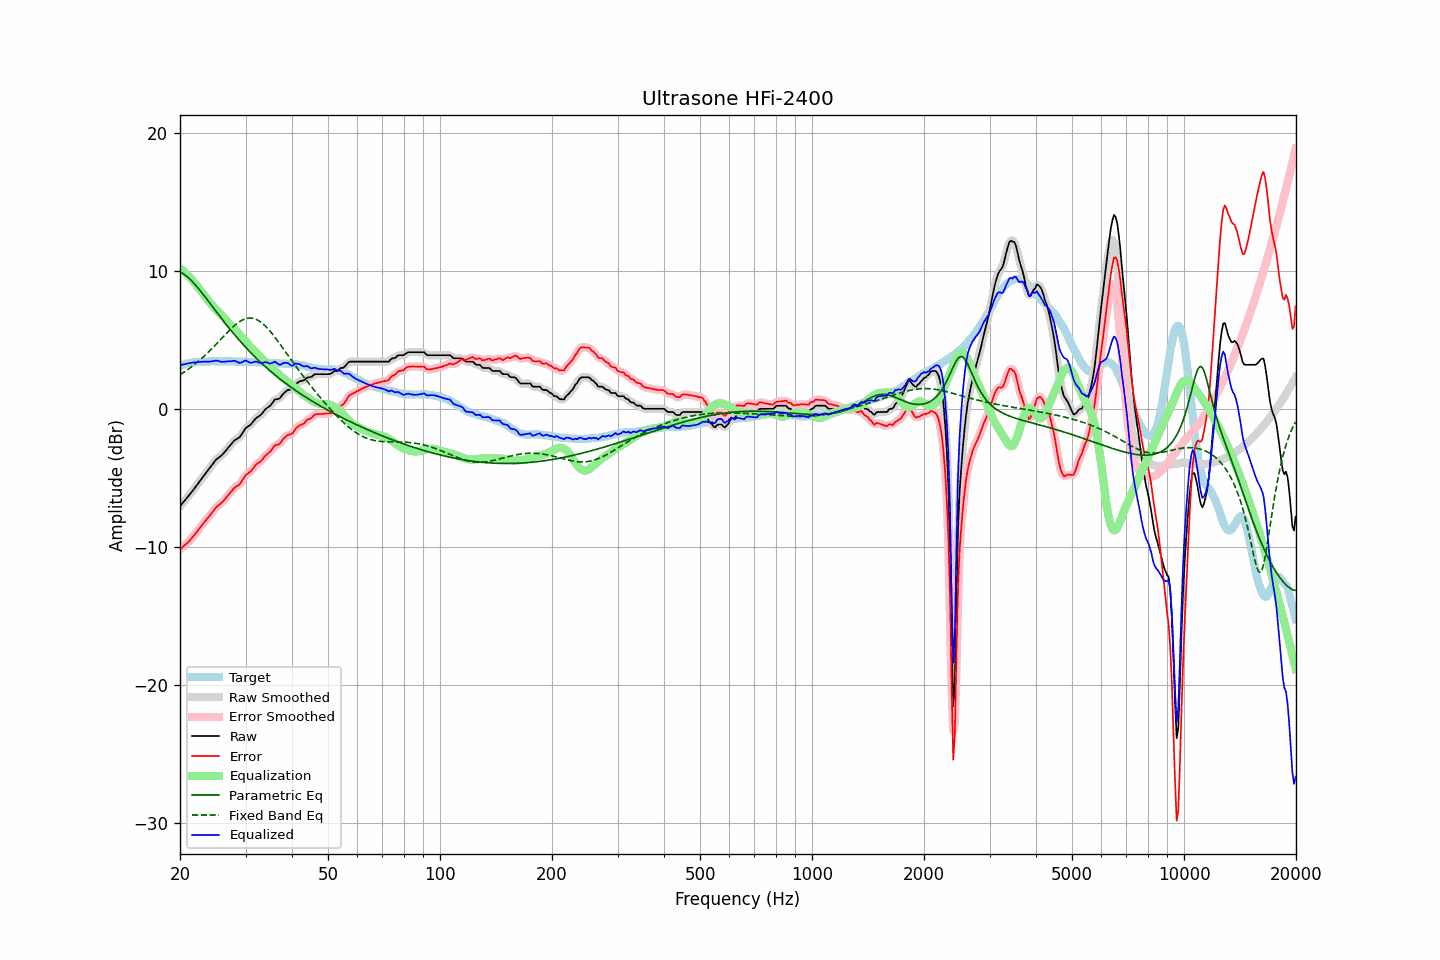 Ultrasone HFi-2400
Amplitude (dBr)
20
10
0
−10
−20
−30
Target
Raw Smoothed
Error Smoothed
Raw
Error
Equalization
Parametric Eq
Fixed Band Eq
Equalized
20 50 100 200 500 1000 2000 5000 10000 20000
Frequency (Hz)